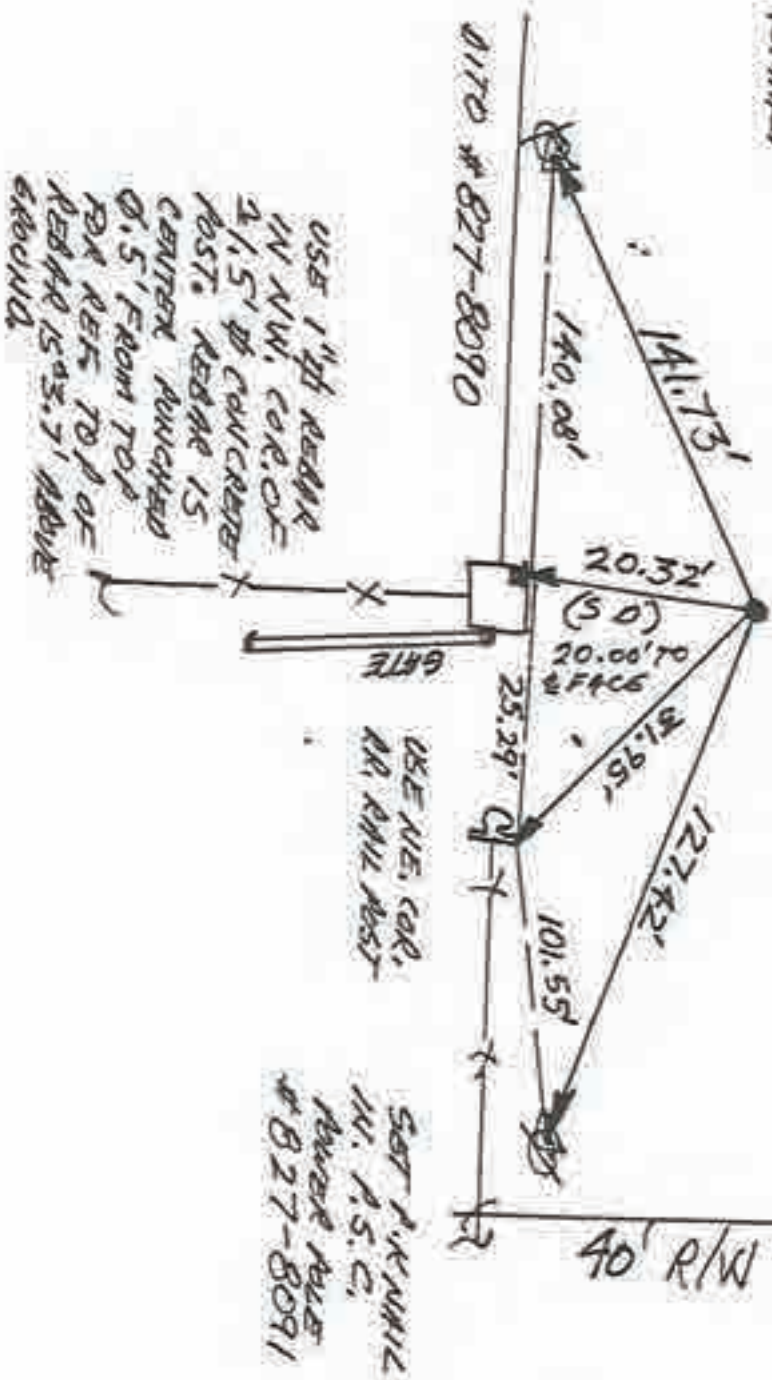 DITO #827-8090
141.73'
140.08'
20.32'
(S D)
20.00' TO
℄ FACE
31.95'
127.42'
25.29'
101.55'
GATE
40' R/W
USE 1"ϕ REBAR
IN NW. COR. OF
± 1.5' ϕ CONCRETE
POST. REBAR IS
CENTER PUNCHED
0.5' FROM TOP
FOR REF. TOP OF
REBAR IS 3.7' ABOVE
GROUND.
USE NE. COR.
RR. RAIL POST
SET P.K NAIL
W. P.S.C.
POWER POLE
#827-8091